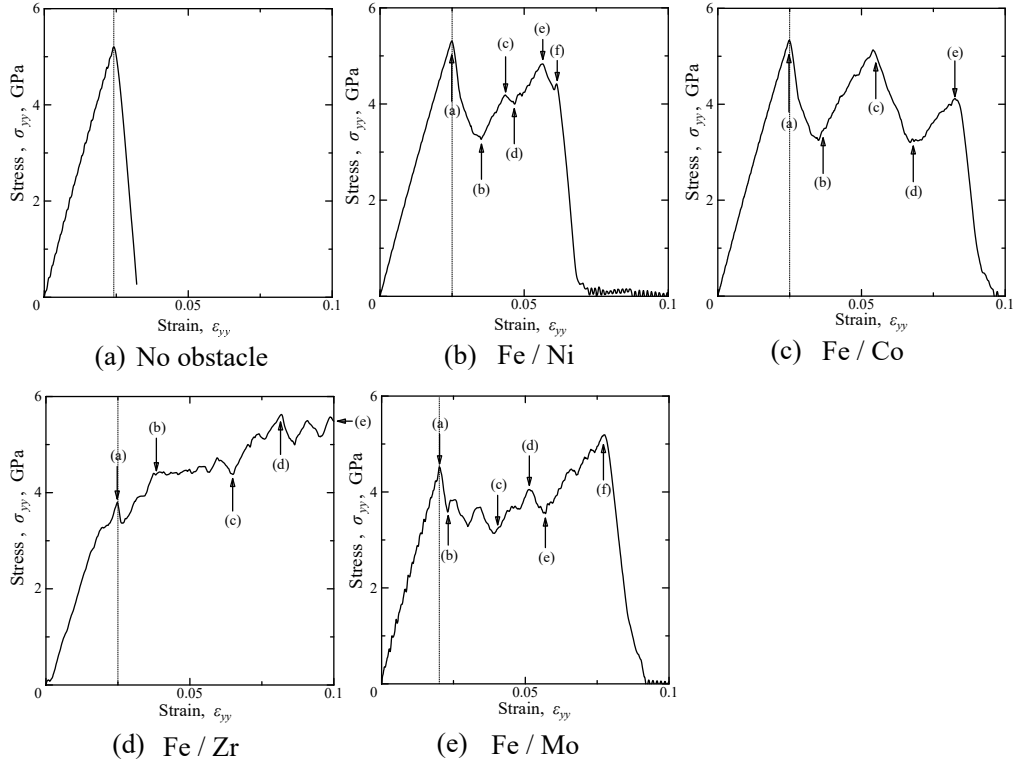 6
4
2
0
0.05
0.1
Stress , σyy, GPa
Strain, εyy
(a) No obstacle
6
4
2
0
0.05
0.1
Stress , σyy, GPa
Strain, εyy
(a)
(b)
(c)
(d)
(e)
(f)
(b) Fe / Ni
6
4
2
0
0.05
0.1
Stress , σyy, GPa
Strain, εyy
(a)
(b)
(c)
(d)
(e)
(c) Fe / Co
6
4
2
0
0.05
0.1
Stress , σyy, GPa
Strain, εyy
(a)
(b)
(c)
(d)
(e)
(d) Fe / Zr
6
4
2
0
0.05
0.1
Stress , σyy, GPa
Strain, εyy
(a)
(b)
(c)
(d)
(e)
(f)
(e) Fe / Mo